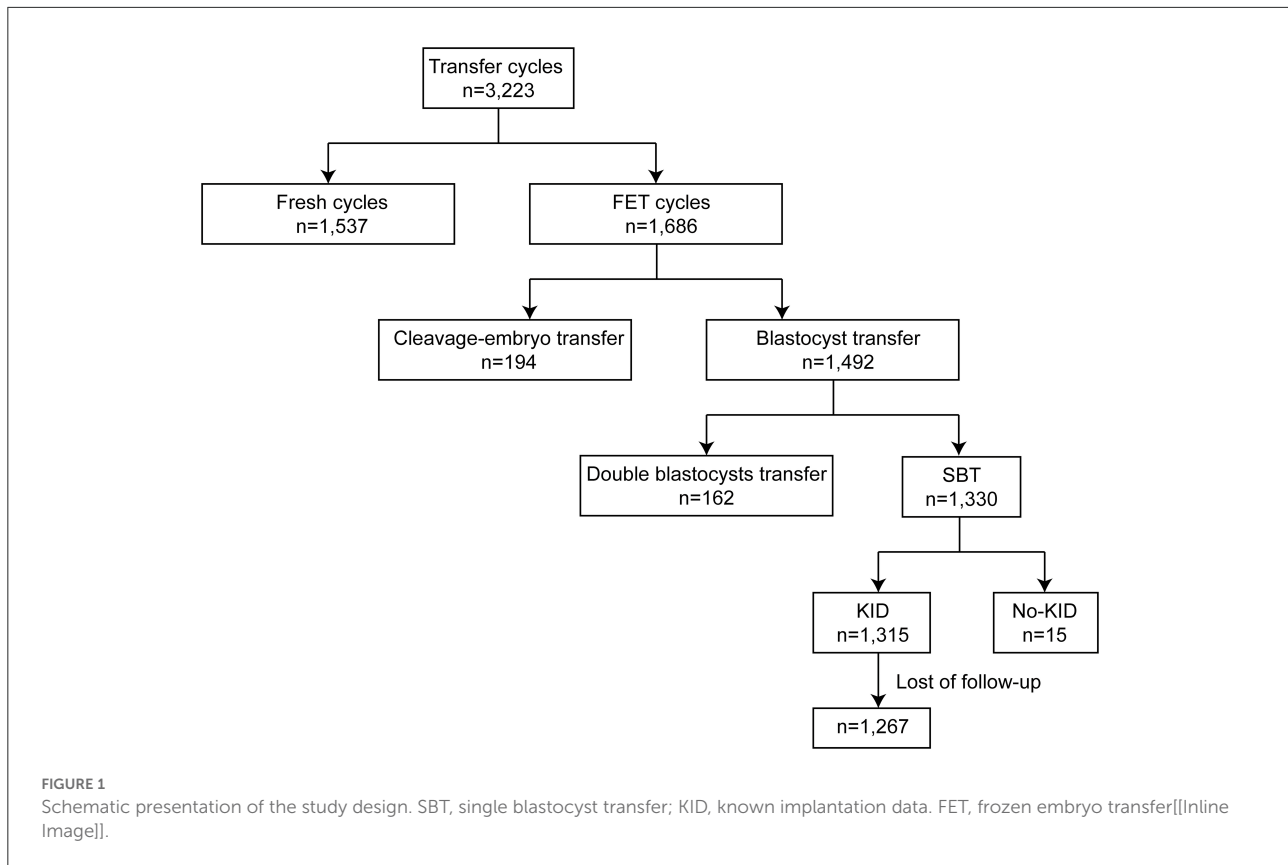 Transfer cycles
n=3,223
Fresh cycles
n=1,537
FET cycles
n=1,686
Cleavage-embryo transfer
n=194
Blastocyst transfer
n=1,492
Double blastocysts transfer
n=162
SBT
n=1,330
KID
n=1,315
No-KID
n=15
Lost of follow-up
n=1,267
FIGURE 1
Schematic presentation of the study design. SBT, single blastocyst transfer; KID, known implantation data. FET, frozen embryo transfer[[Inline
Image]].